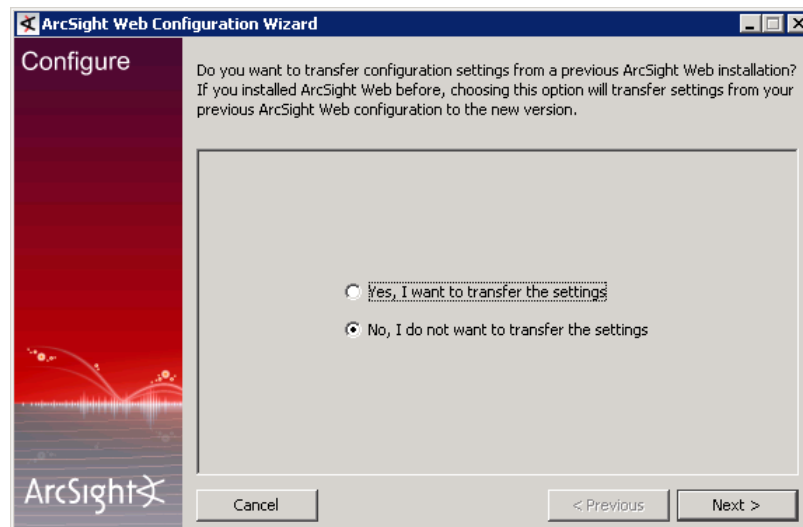 ArcSight Web Configuration Wizard
Configure
Do you want to transfer configuration settings from a previous ArcSight Web installation?
If you installed ArcSight Web before, choosing this option will transfer settings from your
previous ArcSight Web configuration to the new version.
Yes, I want to transfer the settings
No, I do not want to transfer the settings
ArcSight
Cancel
< Previous
Next >